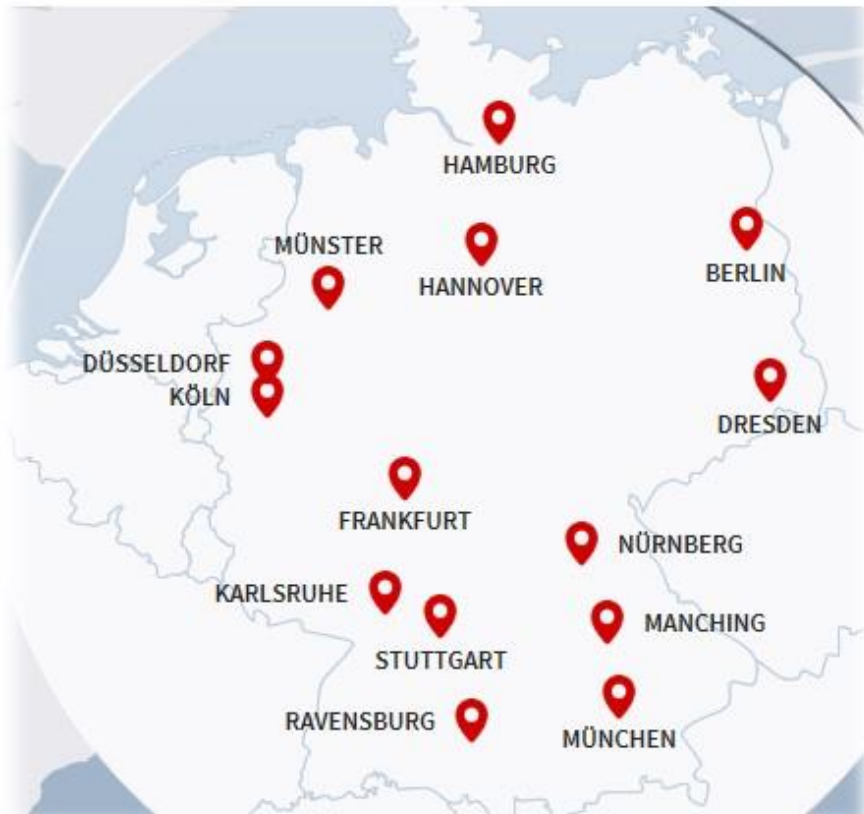 HAMBURG
MÜNSTER
HANNOVER
BERLIN
DÜSSELDORF
KÖLN
DRESDEN
FRANKFURT
NÜRNBERG
KARLSRUHE
MANCHING
STUTTGART
RAVENSBURG
MÜNCHEN